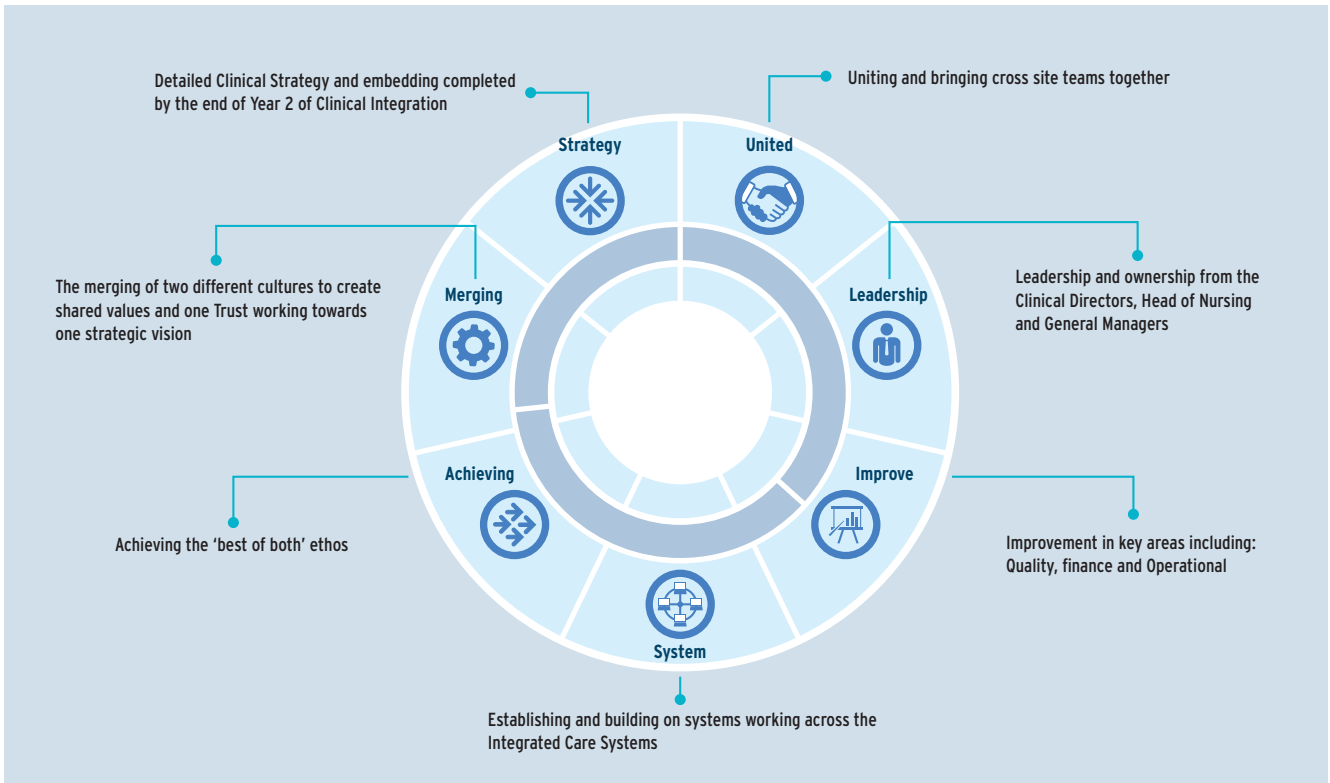 Detailed Clinical Strategy and embedding completed
by the end of Year 2 of Clinical Integration
Uniting and bringing cross site teams together
Strategy
United
The merging of two different cultures to create
shared values and one Trust working towards
one strategic vision
Merging
Leadership
Leadership and ownership from the
Clinical Directors, Head of Nursing
and General Managers
Achieving
Improve
Achieving the ‘best of both’ ethos
Improvement in key areas including:
Quality, finance and Operational
System
Establishing and building on systems working across the
Integrated Care Systems